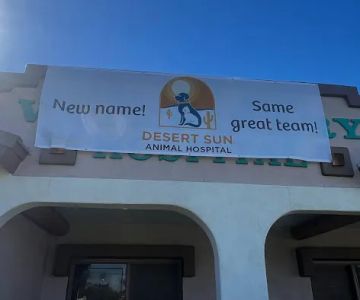 New name!
Same
great team!
DESERT SUN
ANIMAL HOSPITAL